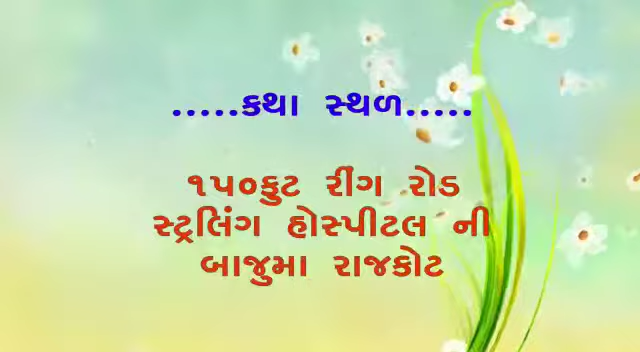 .....કથા સ્થળ.....
૧૫૦ફુટ રીંગ રોડ
સ્ટ્રલિંગ હોસ્પીટલ ની
બાજુમા રાજકોટ